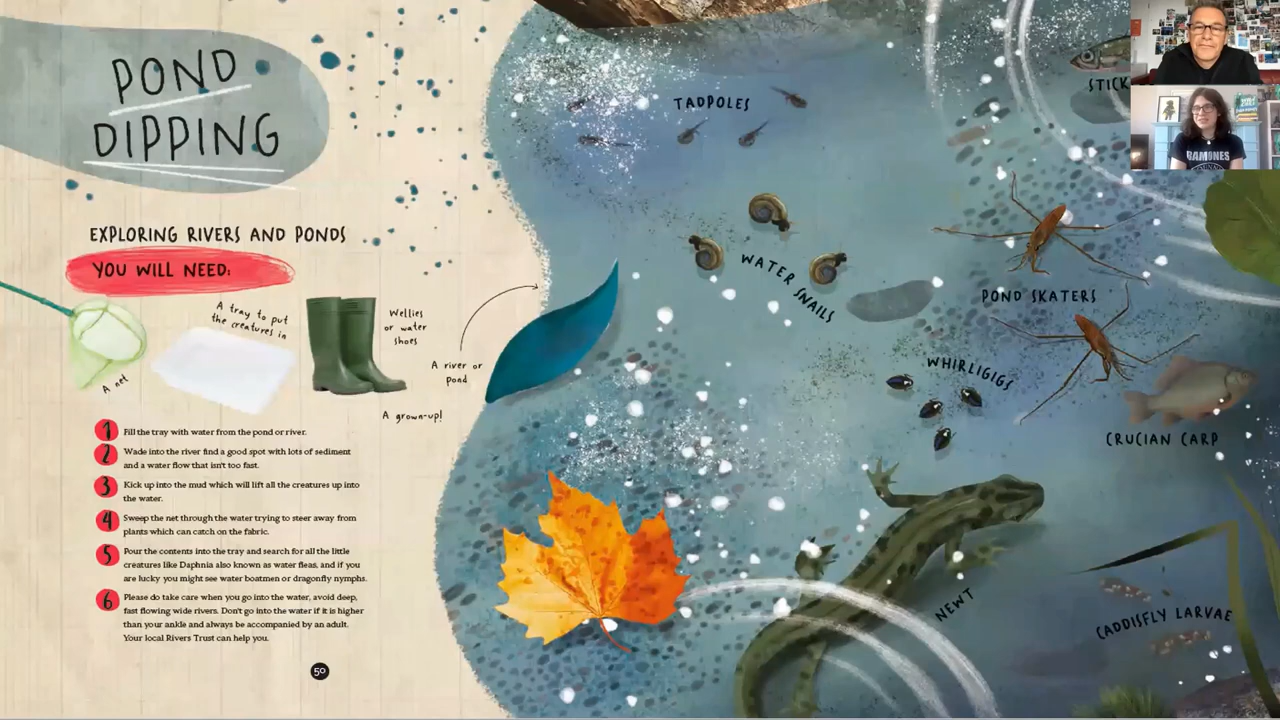 POND
DIPPING
EXPLORING RIVERS AND PONDS
YOU WILL NEED:
A net
A tray to put
the creatures in
Wellies
or water
shoes
A river or
pond
A grown-up!
1 Fill the tray with water from the pond or river.
2 Wade into the river find a good spot with lots of sediment
and a water flow that isn't too fast.
3 Kick up into the mud which will lift all the creatures up into
the water.
4 Sweep the net through the water trying to steer away from
plants which can catch on the fabric.
5 Pour the contents into the tray and search for all the little
creatures like Daphnia also known as water fleas, and if you
are lucky you might see water boatmen or dragonfly nymphs.
6 Please do take care when you go into the water, avoid deep,
fast flowing wide rivers. Don't go into the water if it is higher
than your ankle and always be accompanied by an adult.
Your local Rivers Trust can help you.
50
TADPOLES
STICK
WATER SNAILS
POND SKATERS
WHIRLIGIGS
CRUCIAN CARP
NEWT
CADDISFLY LARVAE
RAMONES